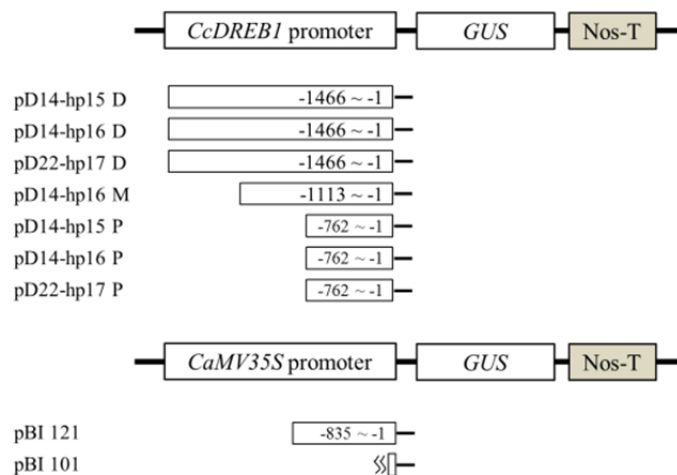 CcDREB1 promoter GUS Nos-T
pD14-hp15 D -1466 ~ -1
pD14-hp16 D -1466 ~ -1
pD22-hp17 D -1466 ~ -1
pD14-hp16 M -1113 ~ -1
pD14-hp15 P -762 ~ -1
pD14-hp16 P -762 ~ -1
pD22-hp17 P -762 ~ -1
CaMV35S promoter GUS Nos-T
pBI 121 -835 ~ -1
pBI 101